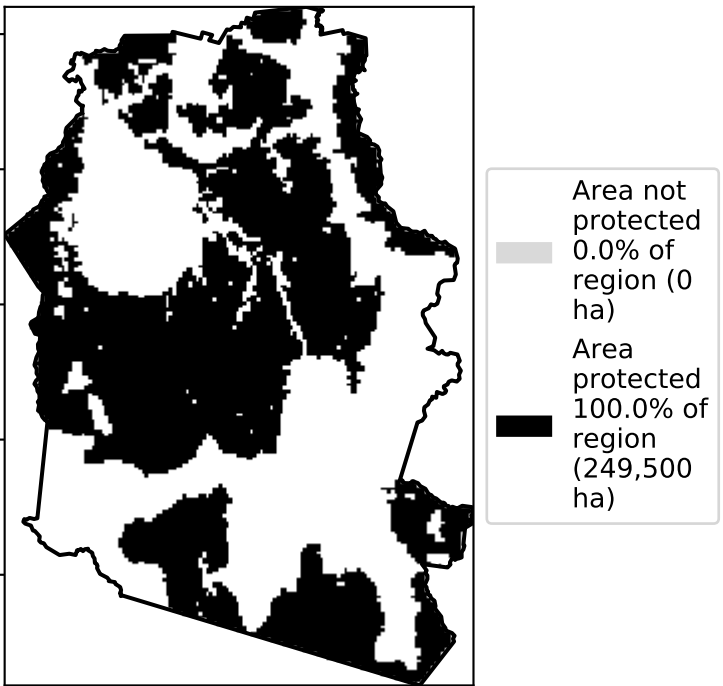 Area not
protected
0.0% of
region (0
ha)
Area
protected
100.0% of
region
(249,500
ha)